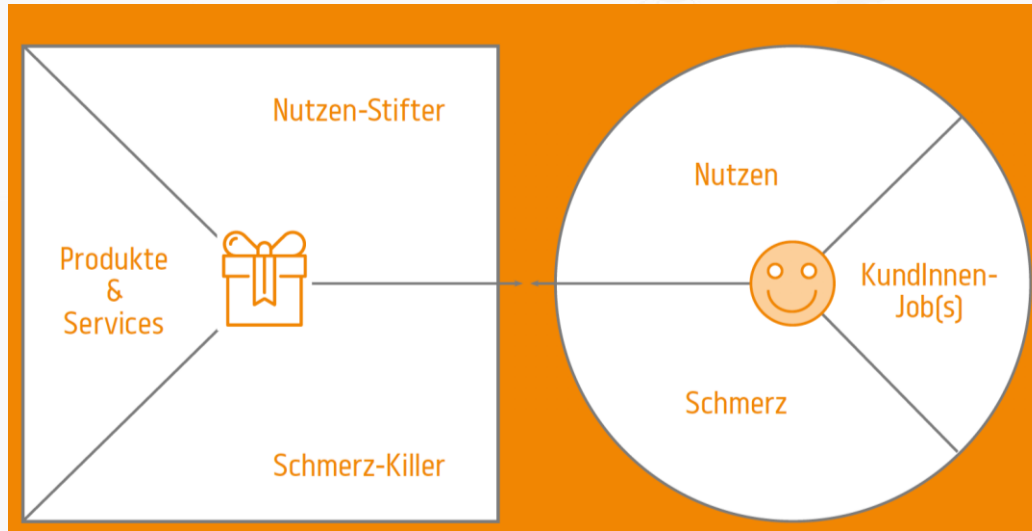 Nutzen-Stifter
Produkte
&
Services
Schmerz-Killer
Nutzen
KundInnen-
Job(s)
Schmerz